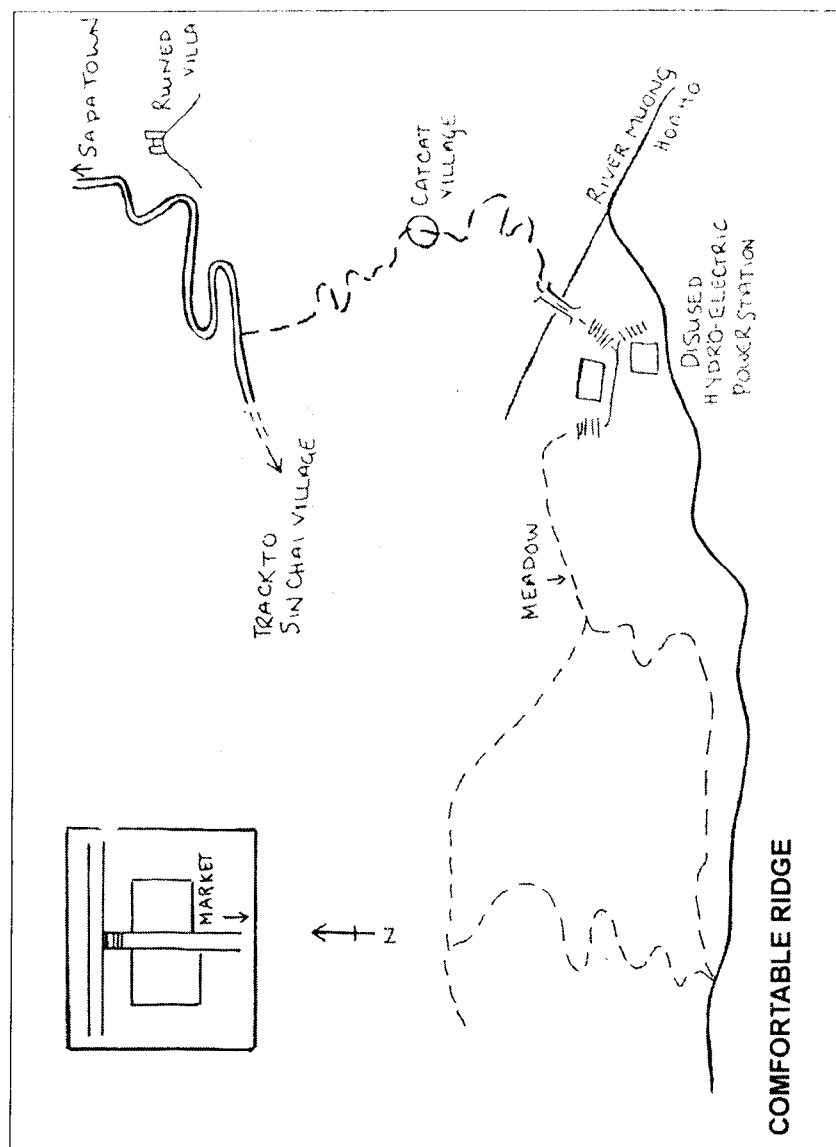 SAPA TOWN
RUINED
VILLA
CATCAT
VILLAGE
RIVER MUONG
HOA HO
TRACK TO
SIN CHAI VILLAGE
MEADOW
DISUSED
HYDRO-ELECTRIC
POWER STATION
MARKET
N
COMFORTABLE RIDGE